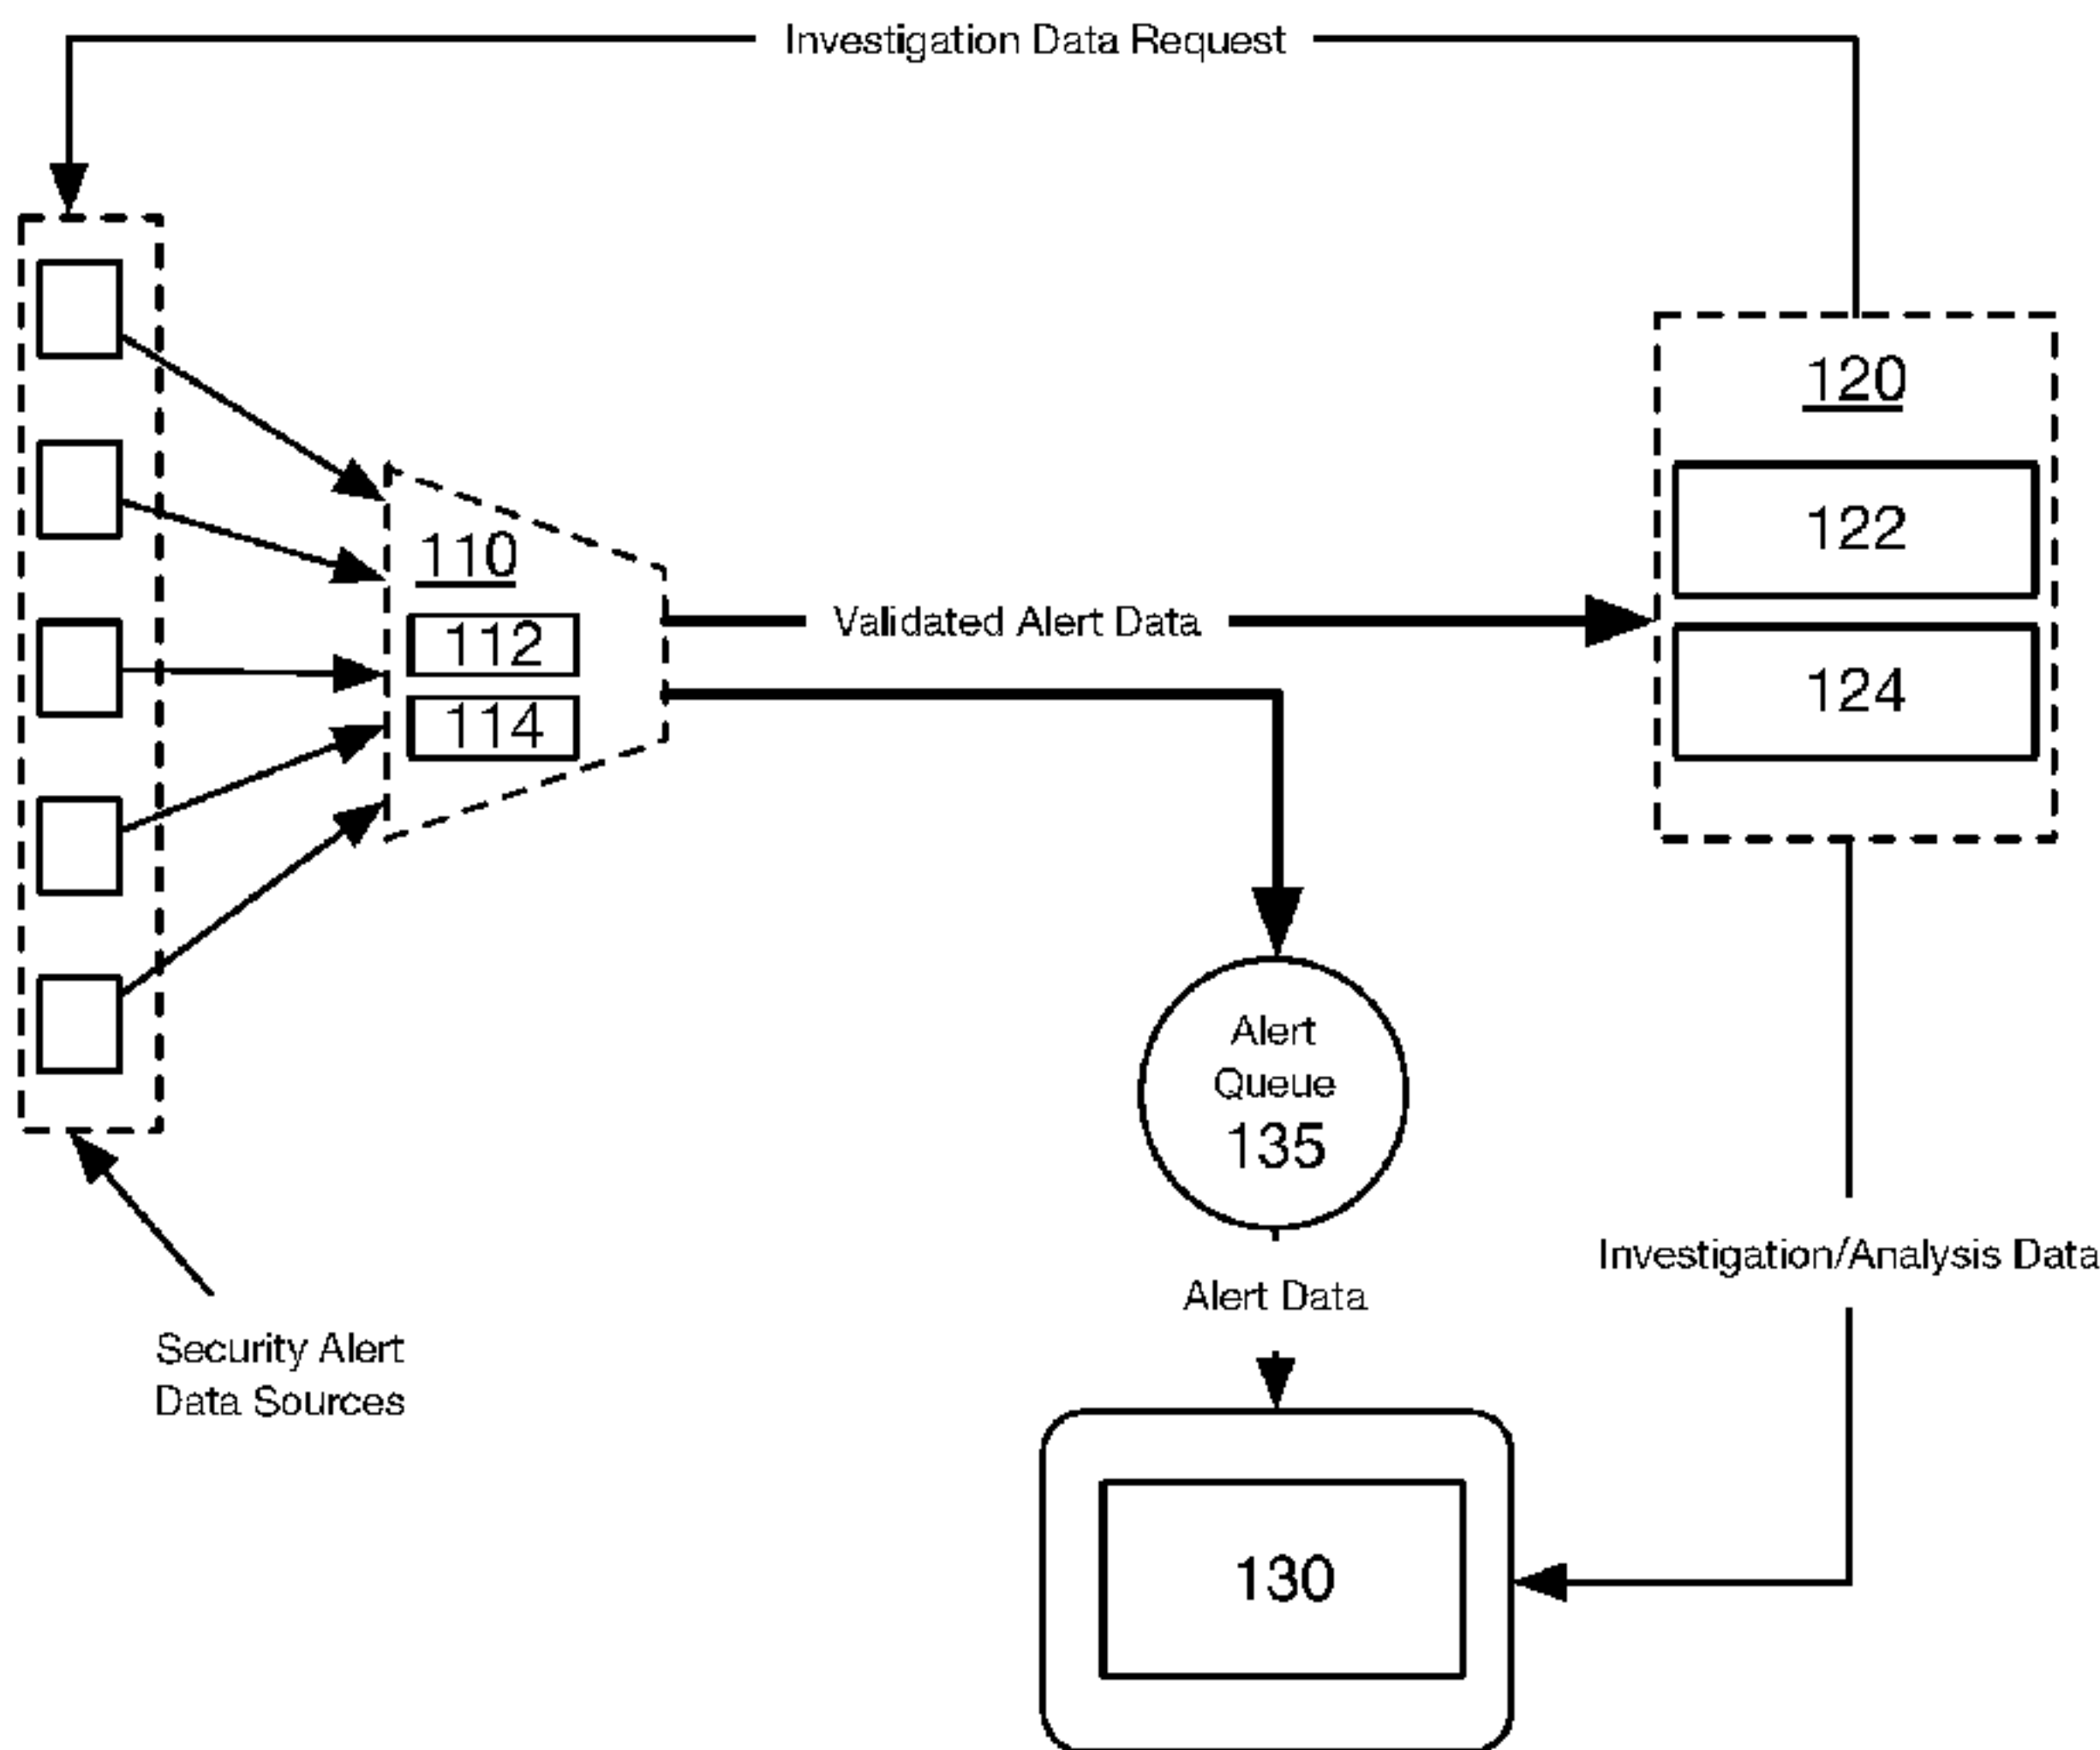 Investigation Data Request
120
122
124
110
112
114
Validated Alert Data
Alert
Queue
135
Investigation/Analysis Data
Alert Data
Security Alert
Data Sources
130